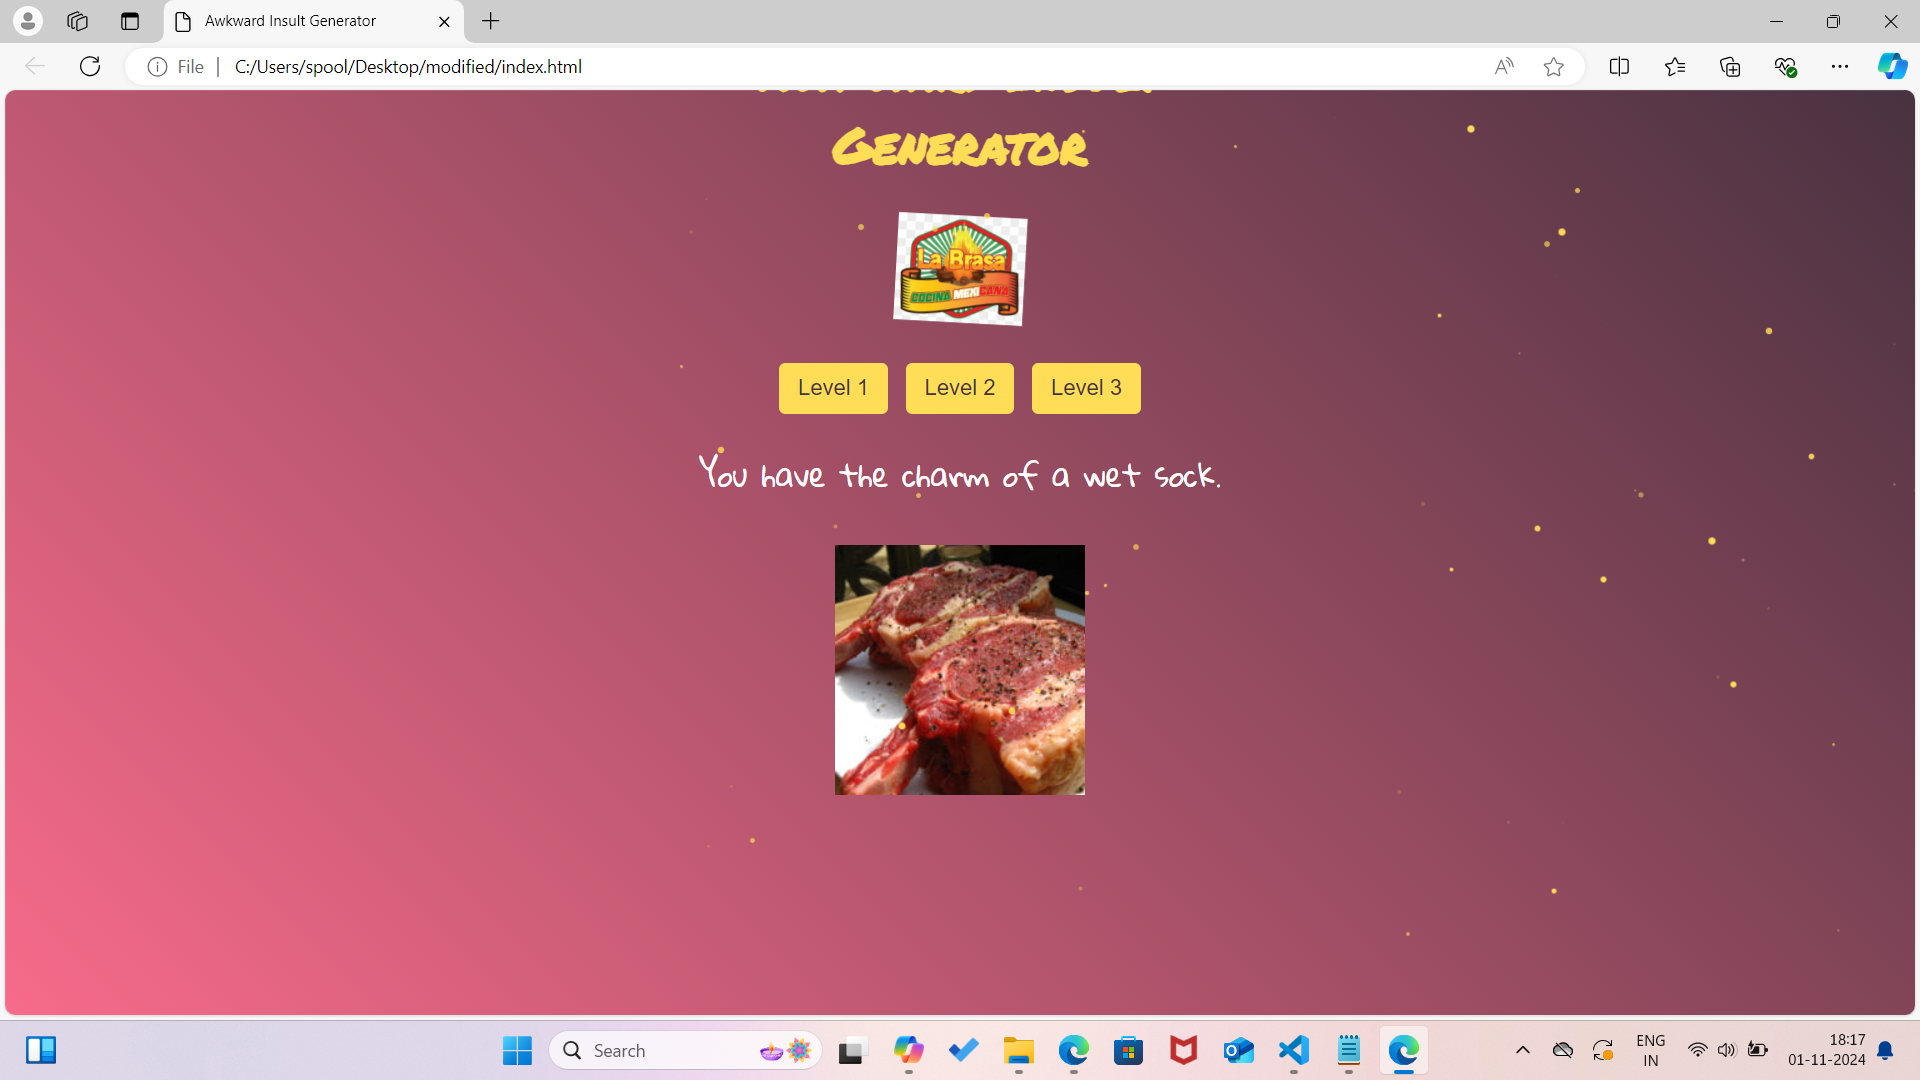 Awkward Insult Generator
File
C:/Users/spool/Desktop/modified/index.html
Generator
La Brasa
COCINA MEXICANA
Level 1
Level 2
Level 3
You have the charm of a wet sock.
Search
ENG
IN
18:17
01-11-2024